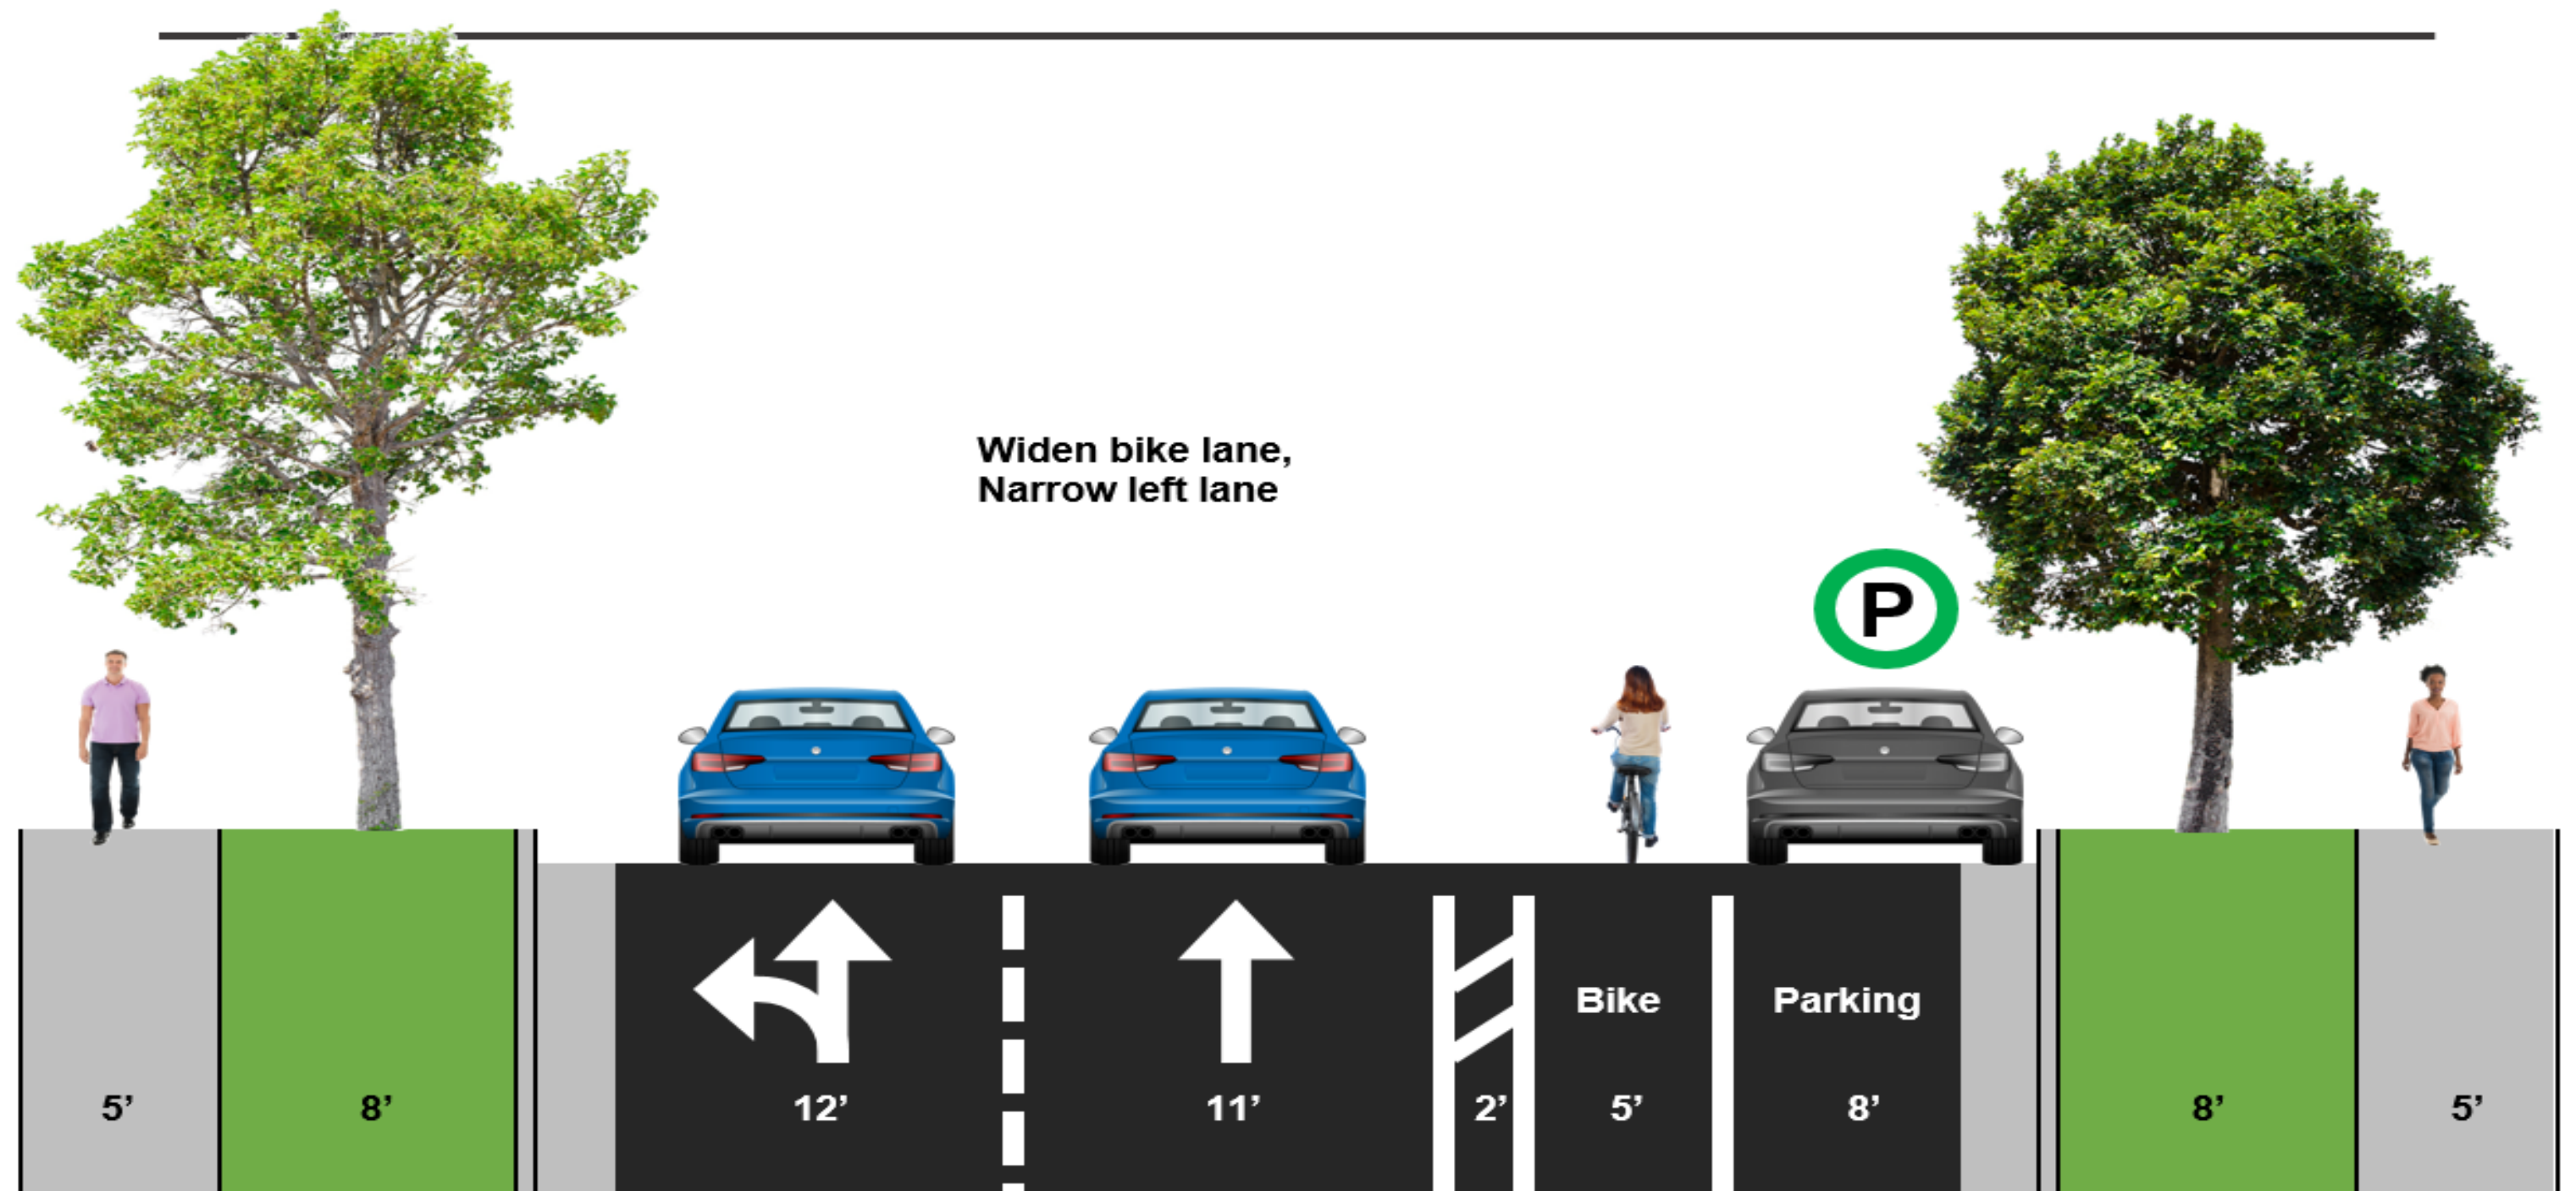 Widen bike lane,
Narrow left lane
P
Bike
Parking
5’
8’
12’
11’
2’
5’
8’
8’
5’